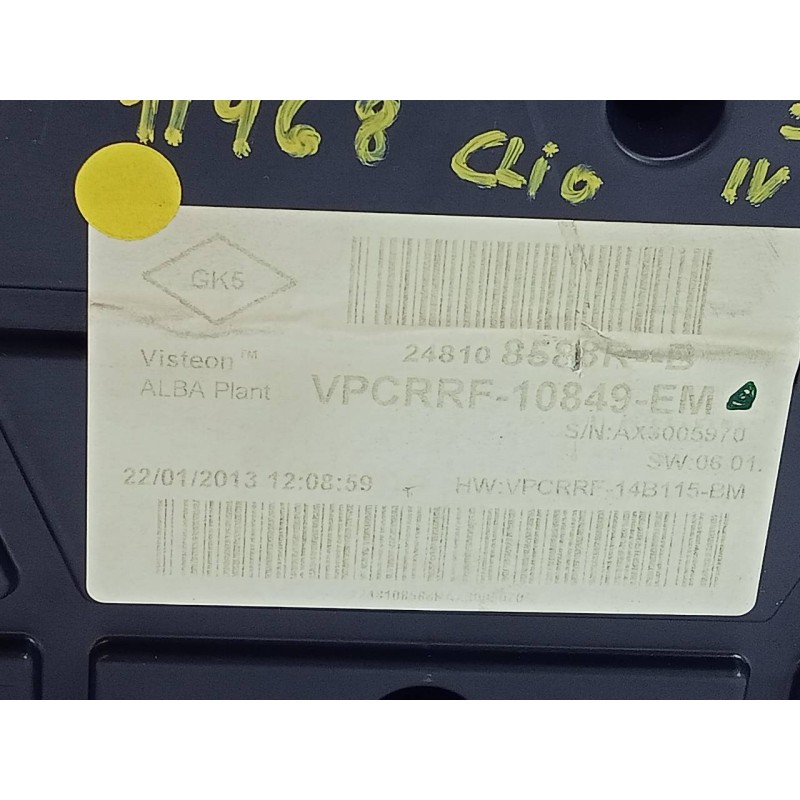 CLiO
IV
GK5
Visteon™
ALBA Plant
24810
VPCRRF-10849-EM
S/N:AX3005970
SW:06.01.
22/01/2013 12:08:59
HW:VPCRRF-14B115-BM